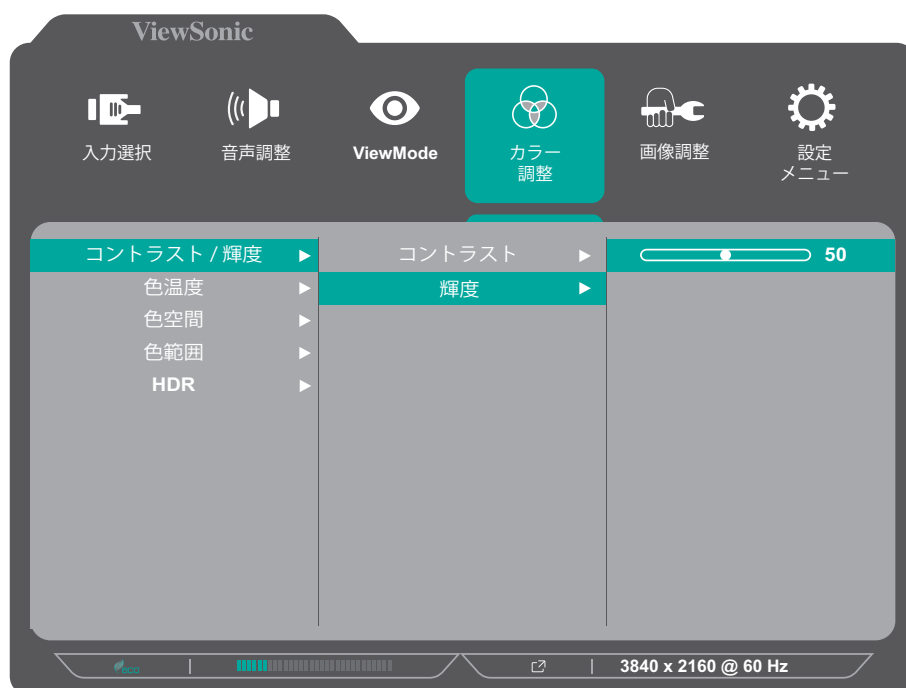 ViewSonic
入力選択
音声調整
ViewMode
カラー
調整
画像調整
設定
メニュー
コントラスト / 輝度
コントラスト
50
色温度
輝度
色空間
色範囲
HDR
eco
3840 x 2160 @ 60 Hz